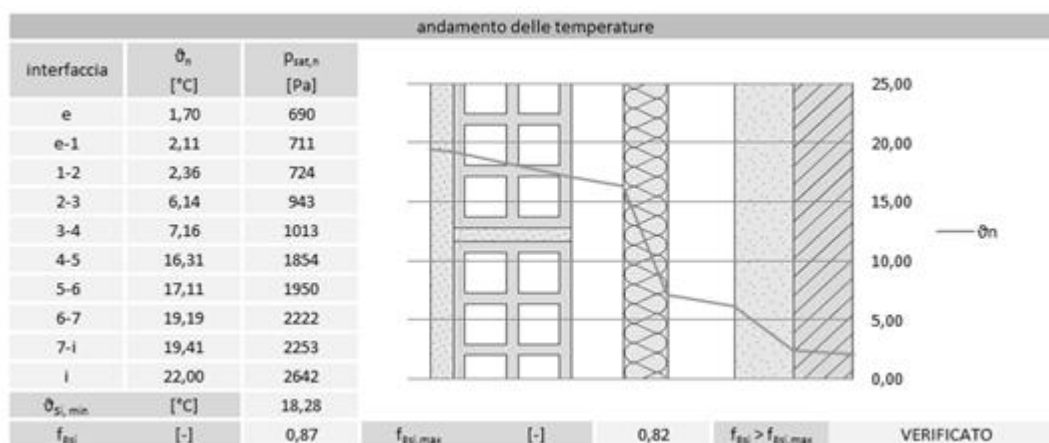 andamento delle temperature
interfaccia ϑn [°C] psat,n [Pa]
e 1,70 690
e-1 2,11 711
1-2 2,36 724
2-3 6,14 943
3-4 7,16 1013
4-5 16,31 1854
5-6 17,11 1950
6-7 19,19 2222
7-i 19,41 2253
i 22,00 2642
ϑSi, min [°C] 18,28
fRsi [-] 0,87 fRsi,max [-] 0,82 fRsi > fRsi,max VERIFICATO
25,00
20,00
15,00
10,00
5,00
0,00
ϑn